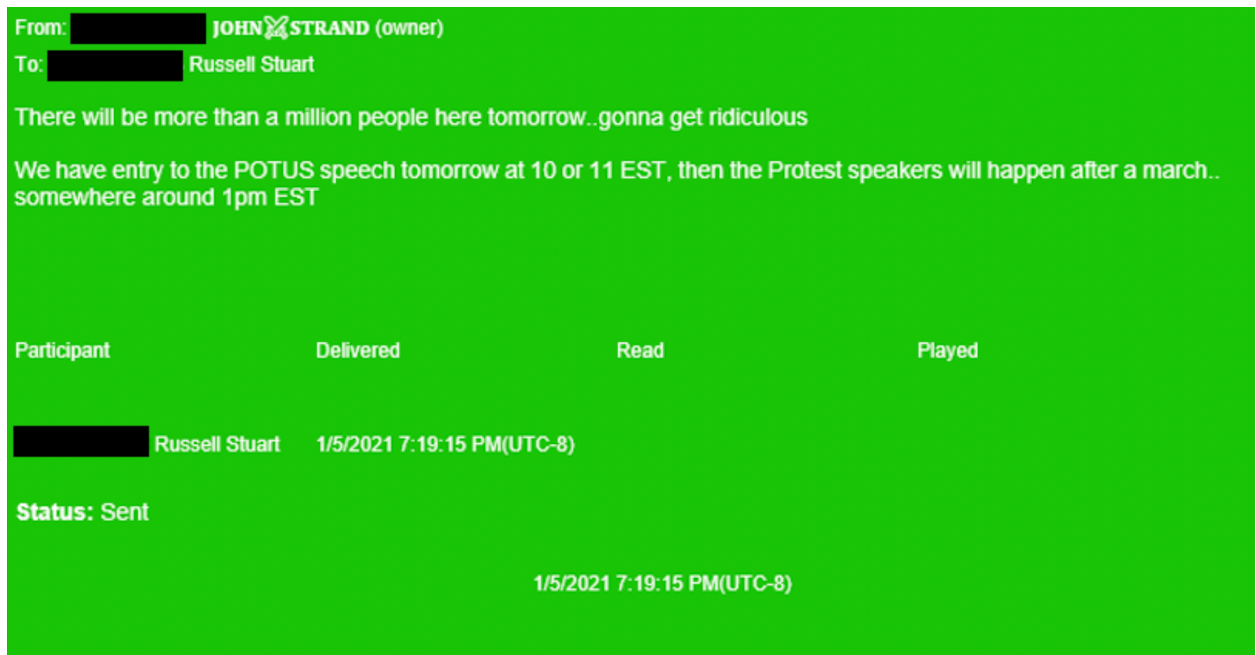 From: JOHN⚔STRAND (owner)
To: Russell Stuart
There will be more than a million people here tomorrow..gonna get ridiculous
We have entry to the POTUS speech tomorrow at 10 or 11 EST, then the Protest speakers will happen after a march..
somewhere around 1pm EST
Participant Delivered Read Played
Russell Stuart 1/5/2021 7:19:15 PM(UTC-8)
Status: Sent
1/5/2021 7:19:15 PM(UTC-8)